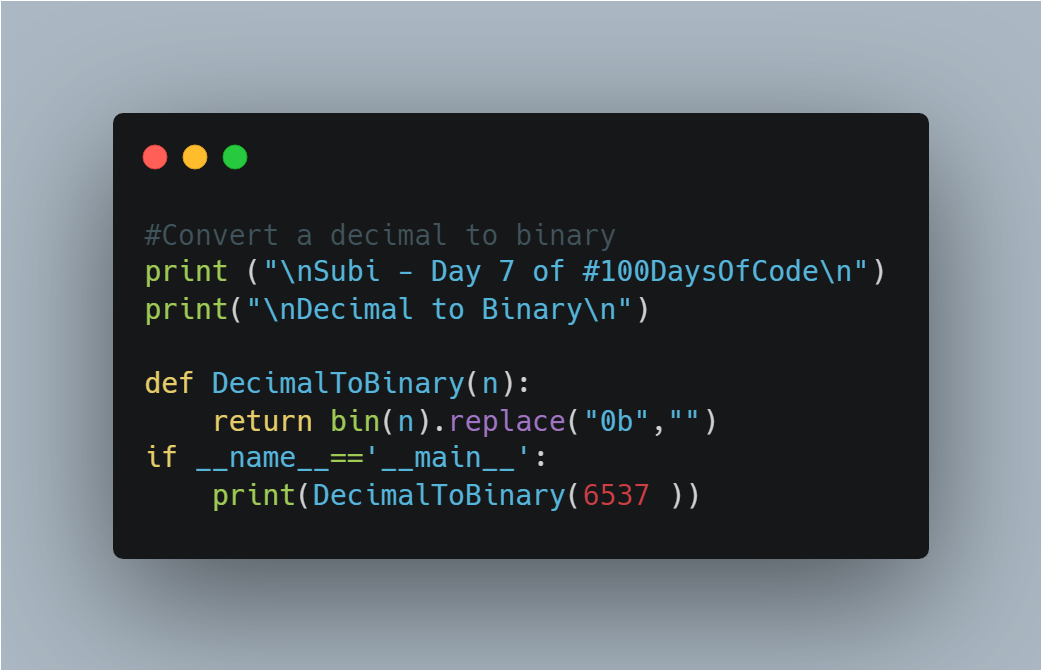 #Convert a decimal to binary
print ("\nSubi - Day 7 of #100DaysOfCode\n")
print("\nDecimal to Binary\n")

def DecimalToBinary(n):
    return bin(n).replace("0b","")
if __name__=='__main__':
    print(DecimalToBinary(6537 ))